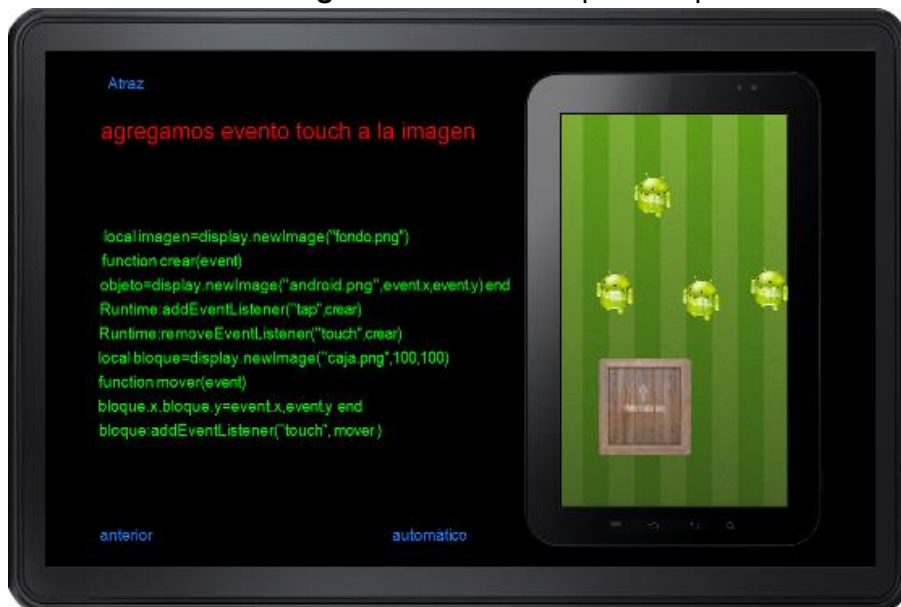 Atraz
agregamos evento touch a la imagen
local imagen=display.newImage("fondo.png")
function crear(event)
objeto=display.newImage("android.png",event.x,event.y) end
Runtime:addEventListener("tap",crear)
Runtime:removeEventListener("touch",crear)
local bloque=display.newImage("caja.png",100,100)
function mover(event)
bloque.x,bloque.y=event.x,event.y end
bloque:addEventListener("touch", mover )
anterior
automático